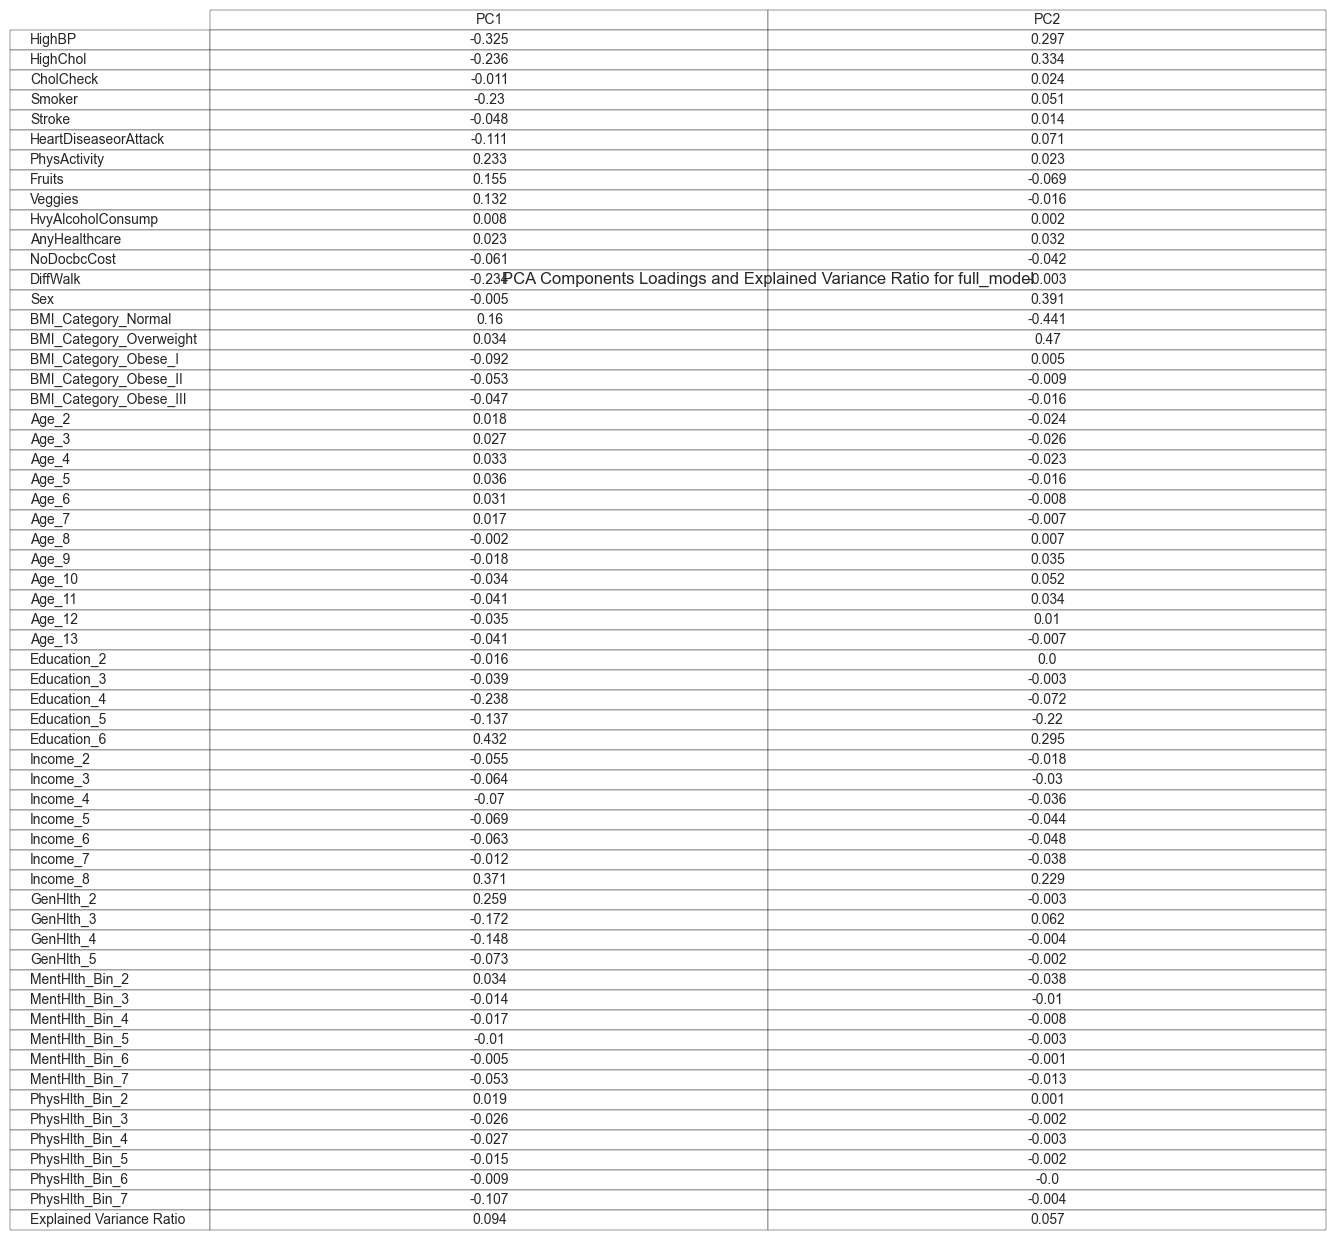 PC1 PC2
HighBP -0.325 0.297
HighChol -0.236 0.334
CholCheck -0.011 0.024
Smoker -0.23 0.051
Stroke -0.048 0.014
HeartDiseaseorAttack -0.111 0.071
PhysActivity 0.233 0.023
Fruits 0.155 -0.069
Veggies 0.132 -0.016
HvyAlcoholConsump 0.008 0.002
AnyHealthcare 0.023 0.032
NoDocbcCost -0.061 -0.042
DiffWalk -0.234 -0.003
PCA Components Loadings and Explained Variance Ratio for full_model
Sex -0.005 0.391
BMI_Category_Normal 0.16 -0.441
BMI_Category_Overweight 0.034 0.47
BMI_Category_Obese_I -0.092 0.005
BMI_Category_Obese_II -0.053 -0.009
BMI_Category_Obese_III -0.047 -0.016
Age_2 0.018 -0.024
Age_3 0.027 -0.026
Age_4 0.033 -0.023
Age_5 0.036 -0.016
Age_6 0.031 -0.008
Age_7 0.017 -0.007
Age_8 -0.002 0.007
Age_9 -0.018 0.035
Age_10 -0.034 0.052
Age_11 -0.041 0.034
Age_12 -0.035 0.01
Age_13 -0.041 -0.007
Education_2 -0.016 0.0
Education_3 -0.039 -0.003
Education_4 -0.238 -0.072
Education_5 -0.137 -0.22
Education_6 0.432 0.295
Income_2 -0.055 -0.018
Income_3 -0.064 -0.03
Income_4 -0.07 -0.036
Income_5 -0.069 -0.044
Income_6 -0.063 -0.048
Income_7 -0.012 -0.038
Income_8 0.371 0.229
GenHlth_2 0.259 -0.003
GenHlth_3 -0.172 0.062
GenHlth_4 -0.148 -0.004
GenHlth_5 -0.073 -0.002
MentHlth_Bin_2 0.034 -0.038
MentHlth_Bin_3 -0.014 -0.01
MentHlth_Bin_4 -0.017 -0.008
MentHlth_Bin_5 -0.01 -0.003
MentHlth_Bin_6 -0.005 -0.001
MentHlth_Bin_7 -0.053 -0.013
PhysHlth_Bin_2 0.019 0.001
PhysHlth_Bin_3 -0.026 -0.002
PhysHlth_Bin_4 -0.027 -0.003
PhysHlth_Bin_5 -0.015 -0.002
PhysHlth_Bin_6 -0.009 -0.0
PhysHlth_Bin_7 -0.107 -0.004
Explained Variance Ratio 0.094 0.057